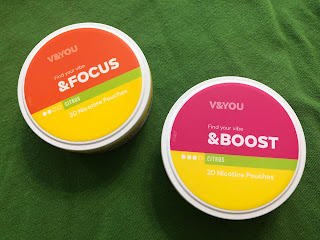 V&YOU
Find your vibe
&FOCUS
CITRUS
20 Nicotine Pouches
V&YOU
Find your vibe
&BOOST
CITRUS
20 Nicotine Pouches